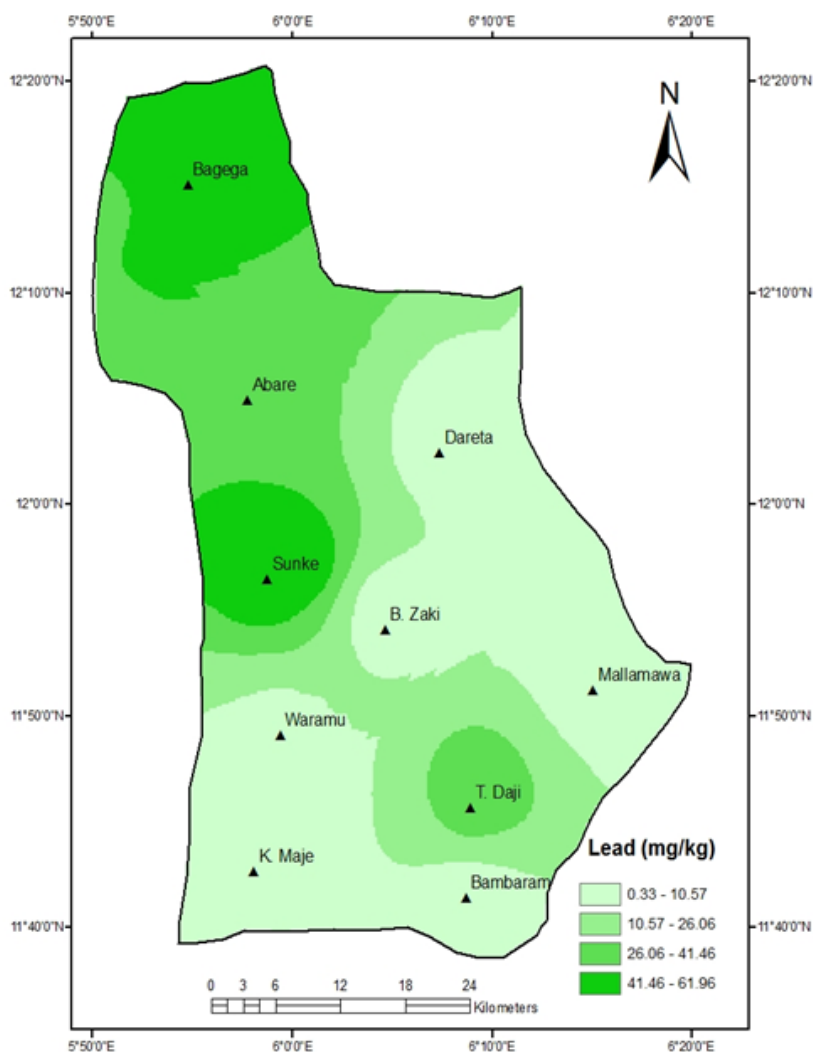 5°50'0"E 6°0'0"E 6°10'0"E 6°20'0"E
12°20'0"N 12°20'0"N
N
Bagega
12°10'0"N 12°10'0"N
Abare
Dareta
12°0'0"N 12°0'0"N
Sunke
B. Zaki
Mallamawa
11°50'0"N 11°50'0"N
Waramu
T. Daji
K. Maje
Bambaram
Lead (mg/kg)
0.33 - 10.57
10.57 - 26.06
26.06 - 41.46
41.46 - 61.96
11°40'0"N 11°40'0"N
0 3 6 12 18 24
Kilometers
5°50'0"E 6°0'0"E 6°10'0"E 6°20'0"E